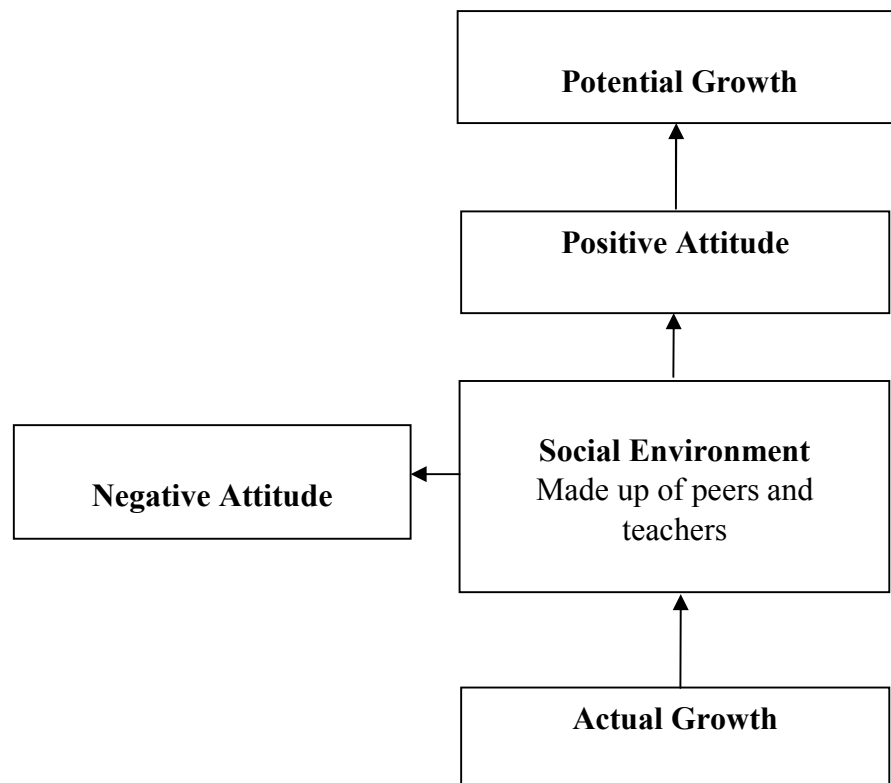 Potential Growth
Positive Attitude
Social Environment
Made up of peers and
teachers
Negative Attitude
Actual Growth